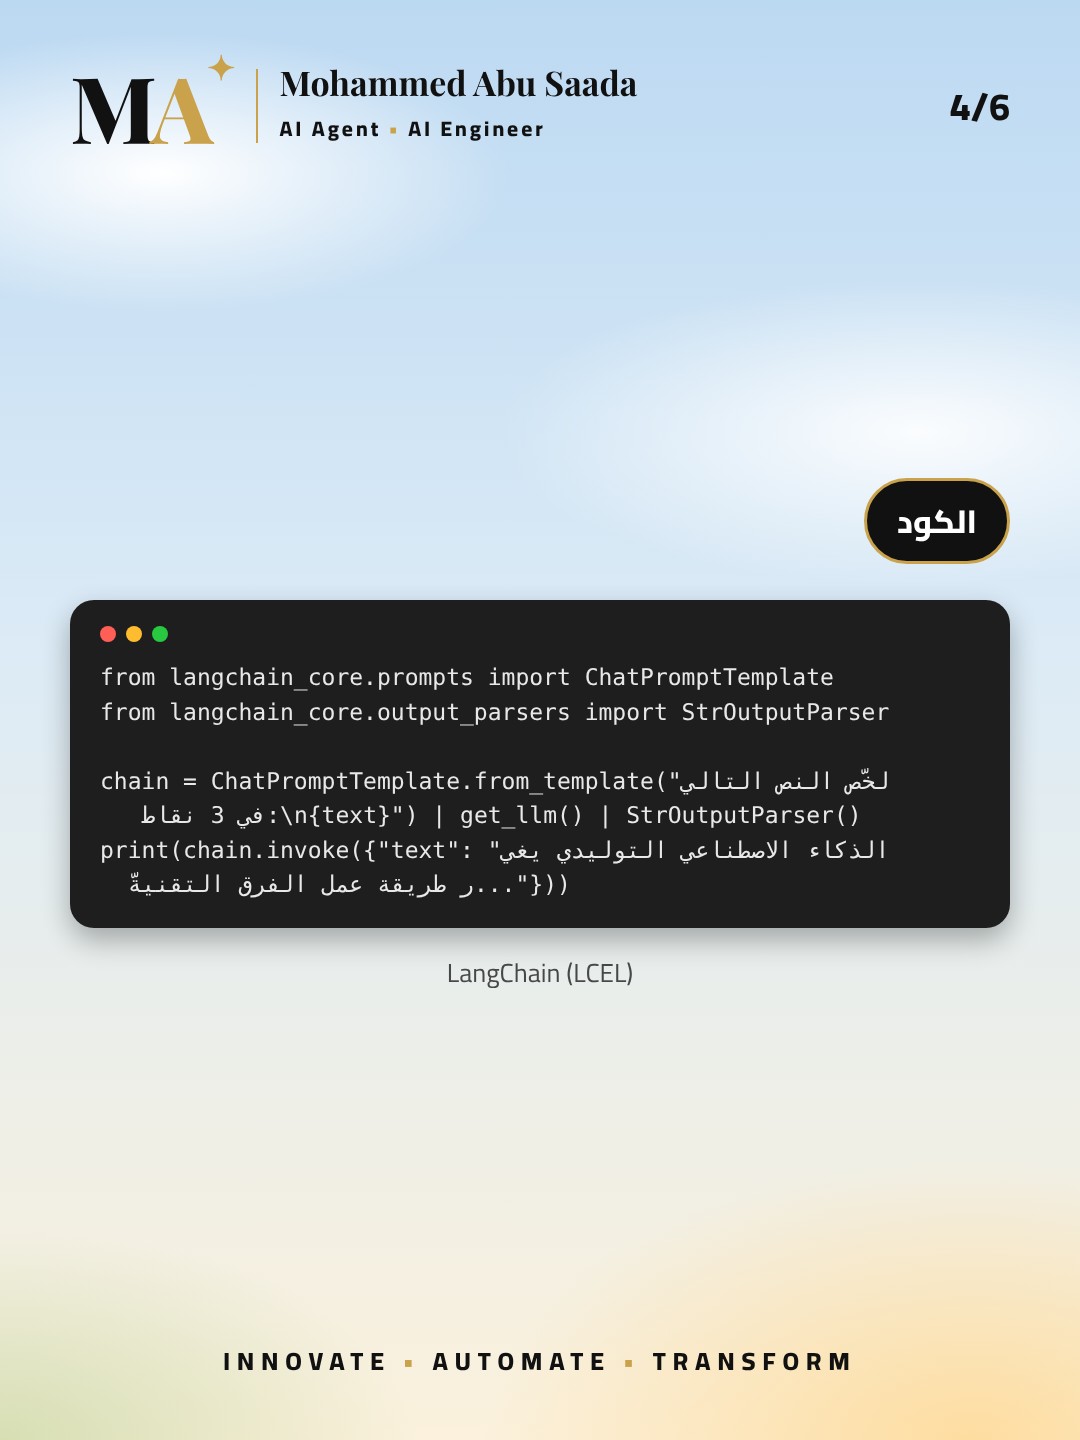 MA
Mohammed Abu Saada
AI Agent ▪ AI Engineer
4/6
الكود
from langchain_core.prompts import ChatPromptTemplate
from langchain_core.output_parsers import StrOutputParser
chain = ChatPromptTemplate.from_template("لخّص النص التالي
في 3 نقاط:\n{text}") | get_llm() | StrOutputParser()
print(chain.invoke({"text": "الذكاء الاصطناعي التوليدي يغي
ّر طريقة عمل الفرق التقنية..."}))
LangChain (LCEL)
INNOVATE ▪ AUTOMATE ▪ TRANSFORM